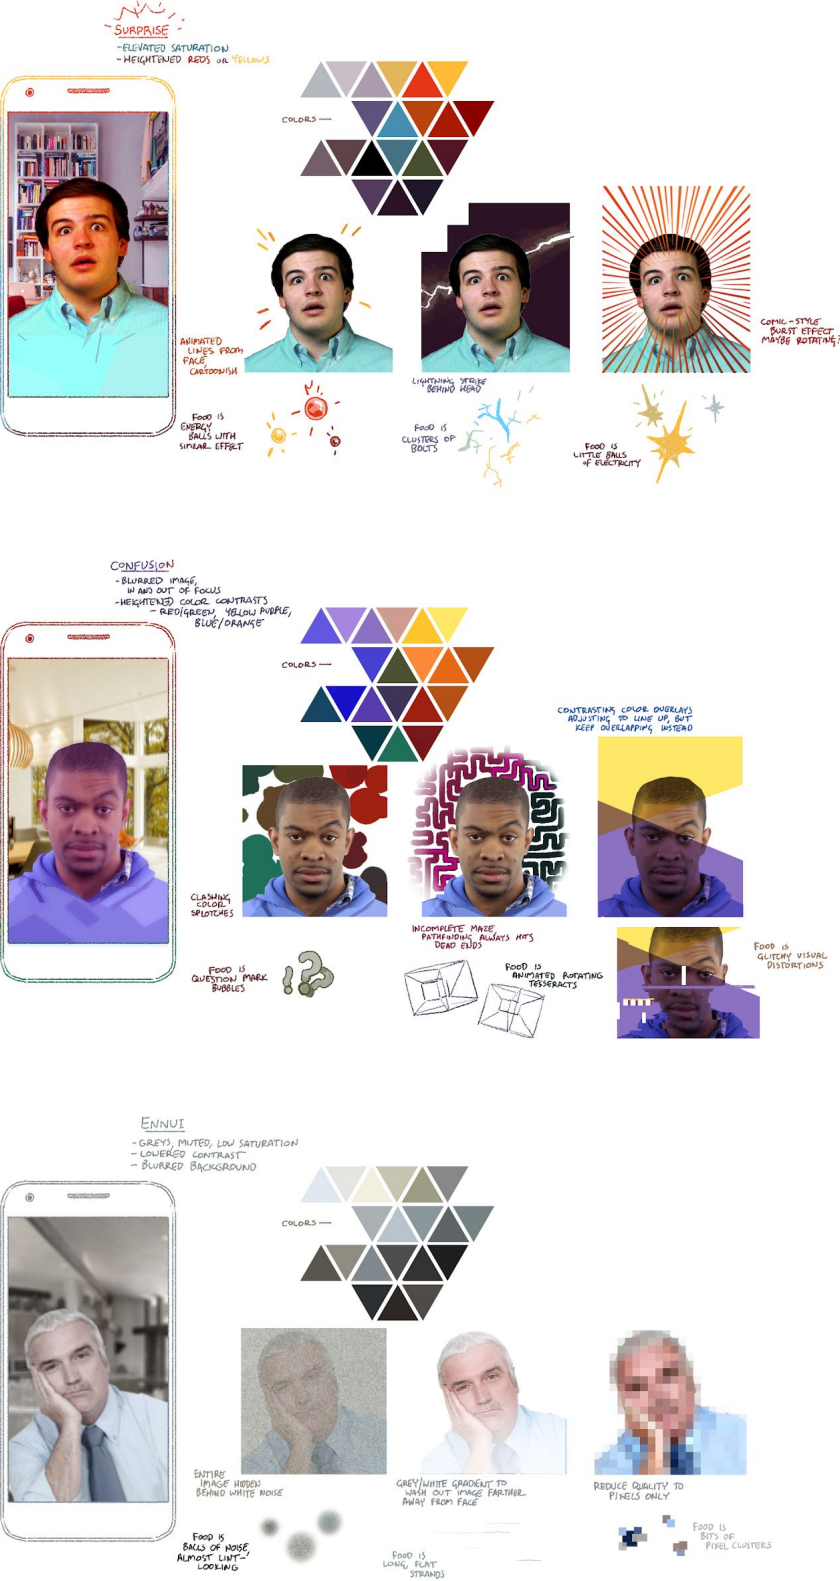 SURPRISE
- ELEVATED SATURATION
- HEIGHTENED REDS OR YELLOWS
COLORS
ANIMATED
LINES FROM
FACE,
CARTOONISH
LIGHTNING STRIKE
BEHIND HEAD
COMIC-STYLE
BURST EFFECT,
MAYBE ROTATING?
FOOD IS
ENERGY
BALLS WITH
SIMILAR EFFECT
FOOD IS
CLUSTERS OF
BOLTS
FOOD IS
LITTLE BALLS
OF ELECTRICITY
CONFUSION
- BLURRED IMAGE,
IN AND OUT OF FOCUS
- HEIGHTENED COLOR CONTRASTS
- RED/GREEN, YELLOW PURPLE,
BLUE/ORANGE
COLORS
CONTRASTING COLOR OVERLAYS
ADJUSTING TO LINE UP, BUT
KEEP OVERLAPPING INSTEAD
CLASHING
COLOR
SPLOTCHES
INCOMPLETE MAZE,
PATHFINDING ALWAYS HITS
DEAD ENDS
FOOD IS
QUESTION MARK
BUBBLES
FOOD IS
ANIMATED ROTATING
TESSERACTS
FOOD IS
GLITCHY VISUAL
DISTORTIONS
ENNUI
- GREYS, MUTED, LOW SATURATION
- LOWERED CONTRAST
- BLURRED BACKGROUND
COLORS
ENTIRE
IMAGE HIDDEN
BEHIND WHITE NOISE
GREY/WHITE GRADIENT TO
WASH OUT IMAGE FARTHER
AWAY FROM FACE
REDUCE QUALITY TO
PIXELS ONLY
FOOD IS
BALLS OF NOISE,
ALMOST LINT-
LOOKING
FOOD IS
LONG, FLAT
STRANDS
FOOD IS
BITS OF
PIXEL CLUSTERS